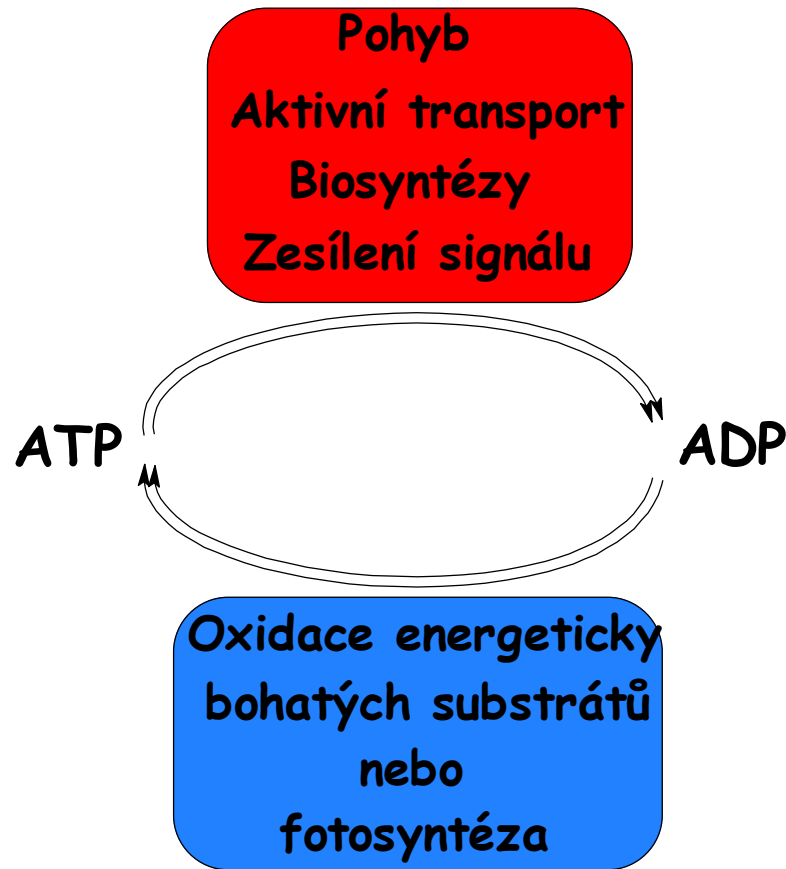 Pohyb
Aktivní transport
Biosyntézy
Zesílení signálu
ATP
ADP
Oxidace energeticky
bohatých substrátů
nebo
fotosyntéza